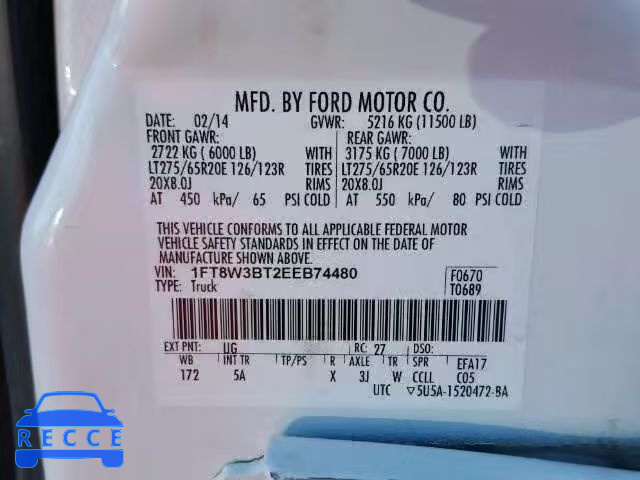 MFD. BY FORD MOTOR CO.
DATE: 02/14 GVWR: 5216 KG (11500 LB)
FRONT GAWR: REAR GAWR:
2722 KG ( 6000 LB) WITH 3175 KG ( 7000 LB) WITH
LT275/65R20E 126/123R TIRES LT275/65R20E 126/123R TIRES
20X8.0J RIMS 20X8.0J RIMS
AT 450 kPa/ 65 PSI COLD AT 550 kPa/ 80 PSI COLD
THIS VEHICLE CONFORMS TO ALL APPLICABLE FEDERAL MOTOR
VEHICLE SAFETY STANDARDS IN EFFECT ON THE DATE OF
MANUFACTURE SHOWN ABOVE.
VIN: 1FT8W3BT2EEB74480 F0670
TYPE: Truck T0689
EXT PNT: UG RC: 27 DSO:
WB INT TR TP/PS R AXLE TR SPR EFA17
172 5A X 3J W CCLL C05
UTC ▽5U5A-1520472-BA
RECCE